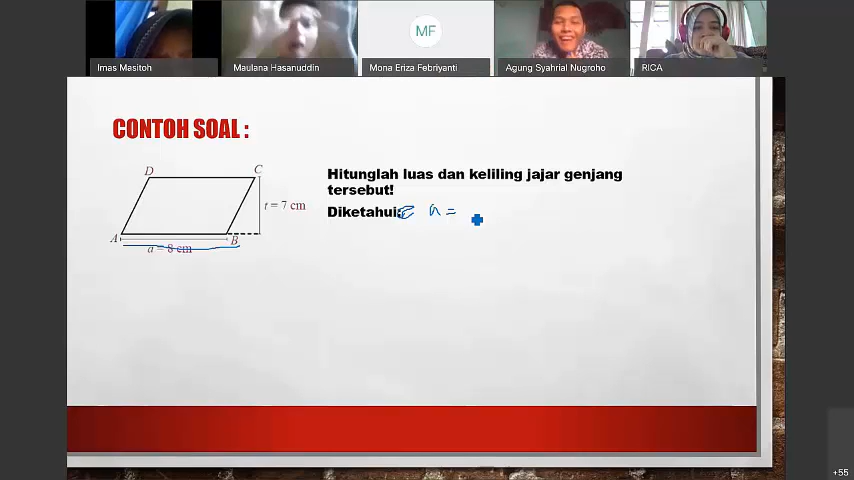 MF
Imas Masitoh
Maulana Hasanuddin
Mona Eriza Febriyanti
Agung Syahrial Nugroho
RICA
CONTOH SOAL :
D
C
t = 7 cm
A
B
a = 8 cm
Hitunglah luas dan keliling jajar genjang
tersebut!
Diketahui: a =
+55